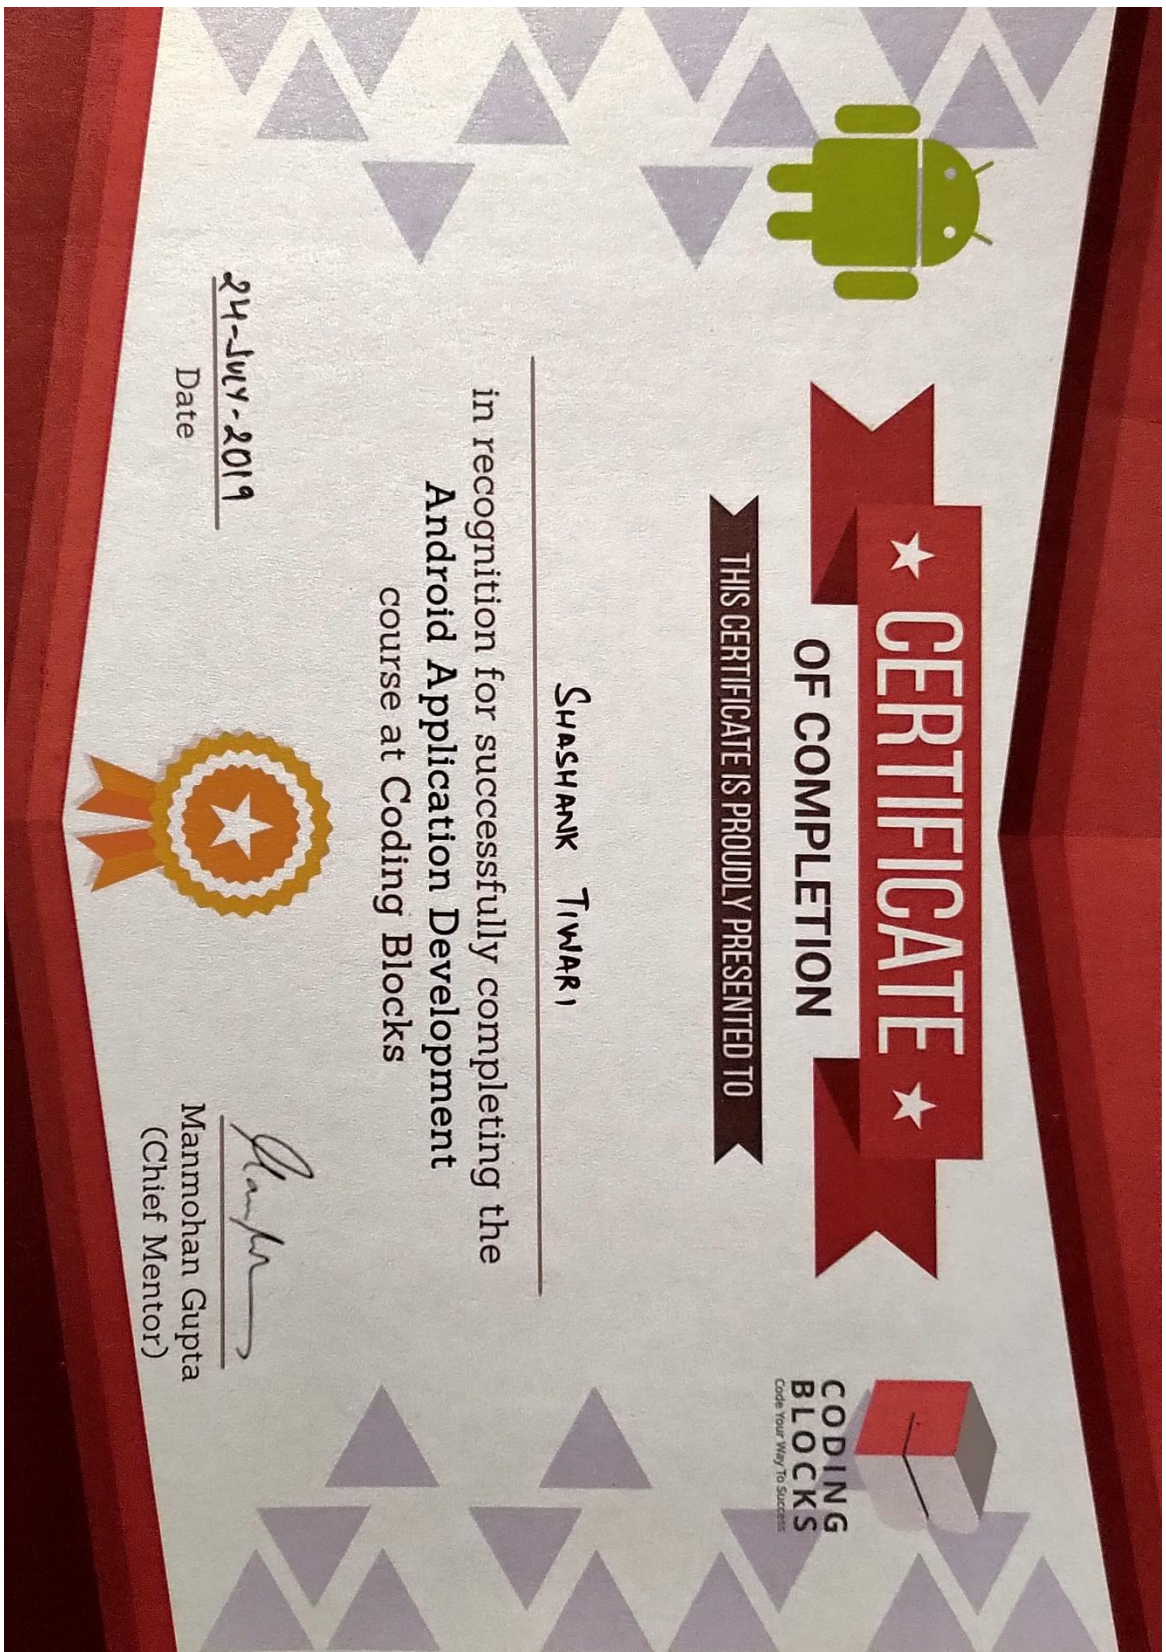 CERTIFICATE
OF COMPLETION
THIS CERTIFICATE IS PROUDLY PRESENTED TO
CODING
BLOCKS
Code Your Way To Success
SHASHANK TIWARI
in recognition for successfully completing the
Android Application Development
course at Coding Blocks
24-JULY-2019
Date
Manmohan Gupta
(Chief Mentor)